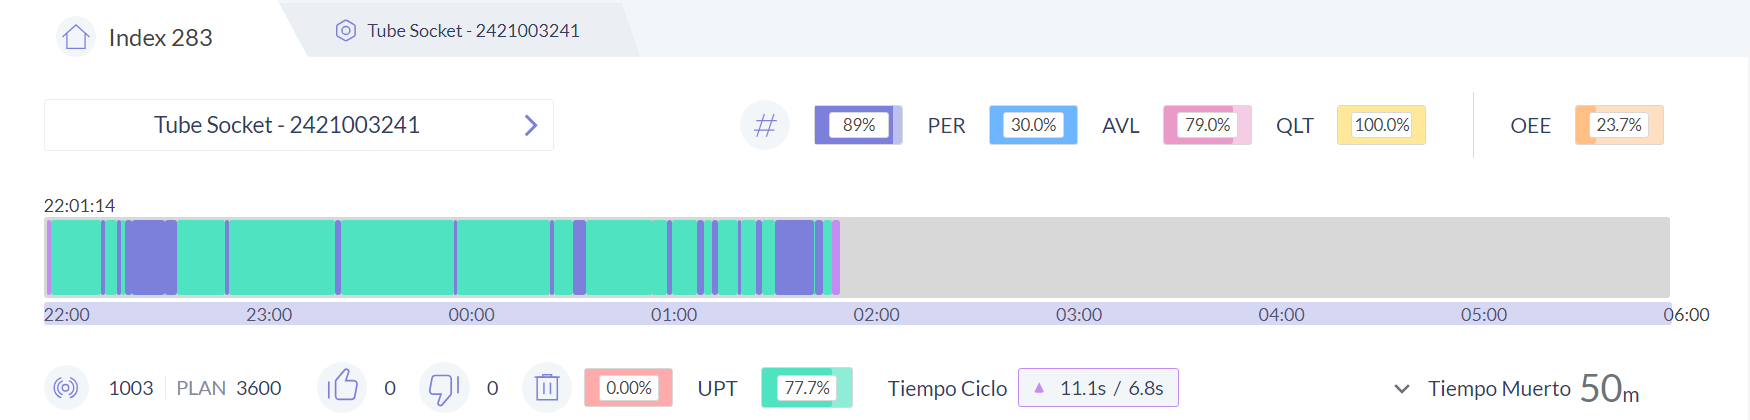 Index 283
Tube Socket - 2421003241
Tube Socket - 2421003241
# 89% PER 30.0% AVL 79.0% QLT 100.0% OEE 23.7%
22:01:14
22:00 23:00 00:00 01:00 02:00 03:00 04:00 05:00 06:00
1003 PLAN 3600 0 0 0.00% UPT 77.7% Tiempo Ciclo 11.1s / 6.8s Tiempo Muerto 50m